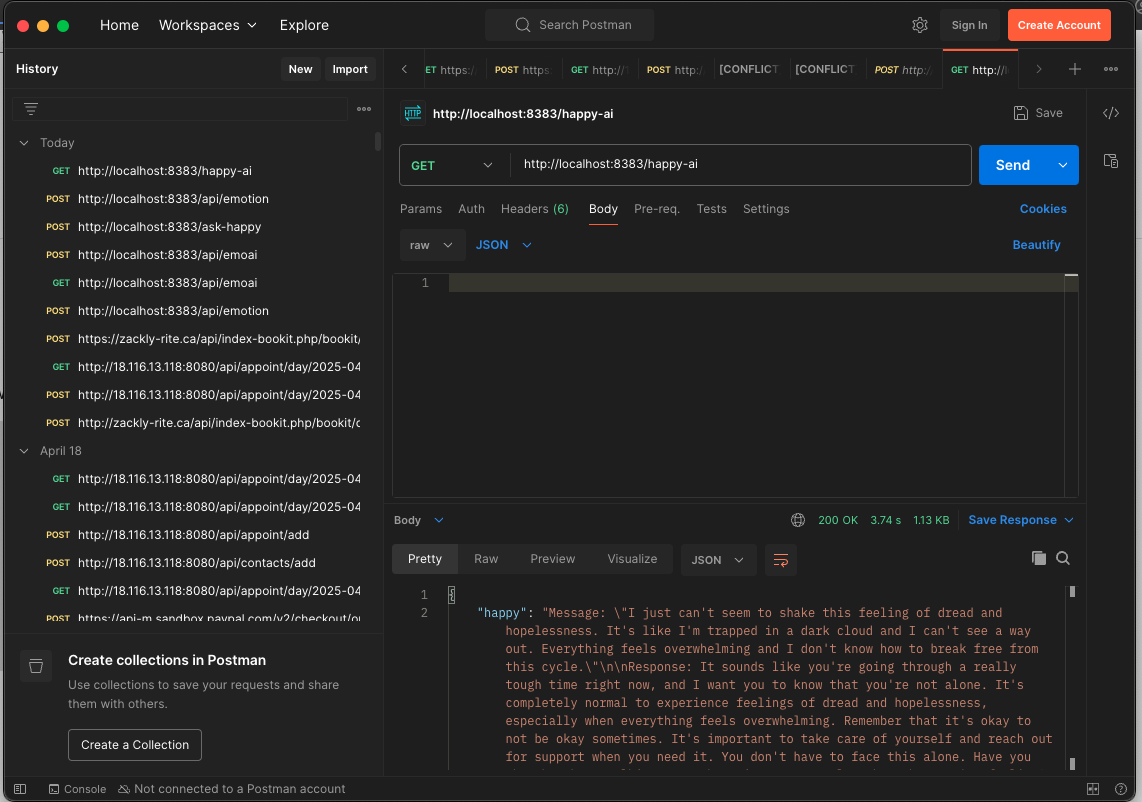 Home Workspaces Explore Search Postman Sign In Create Account
History New Import
GET https:/ POST https: GET http:// POST http:/ [CONFLICT [CONFLICT POST http:/ GET http://l
HTTP http://localhost:8383/happy-ai Save
GET http://localhost:8383/happy-ai Send
Params Auth Headers (6) Body Pre-req. Tests Settings Cookies
raw JSON Beautify
1
Today
GET http://localhost:8383/happy-ai
POST http://localhost:8383/api/emotion
POST http://localhost:8383/ask-happy
POST http://localhost:8383/api/emoai
GET http://localhost:8383/api/emoai
POST http://localhost:8383/api/emotion
POST https://zackly-rite.ca/api/index-bookit.php/bookit/
GET http://18.116.13.118:8080/api/appoint/day/2025-04
POST http://18.116.13.118:8080/api/appoint/day/2025-04
POST http://zackly-rite.ca/api/index-bookit.php/bookit/c
April 18
GET http://18.116.13.118:8080/api/appoint/day/2025-04
GET http://18.116.13.118:8080/api/appoint/day/2025-04
POST http://18.116.13.118:8080/api/appoint/add
POST http://18.116.13.118:8080/api/contacts/add
GET http://18.116.13.118:8080/api/appoint/day/2025-04
POST https://api-m.sandbox.paypal.com/v2/checkout/or
Create collections in Postman
Use collections to save your requests and share
them with others.
Create a Collection
Body 200 OK 3.74 s 1.13 KB Save Response
Pretty Raw Preview Visualize JSON
1 {
2 "happy": "Message: \"I just can't seem to shake this feeling of dread and
hopelessness. It's like I'm trapped in a dark cloud and I can't see a way
out. Everything feels overwhelming and I don't know how to break free from
this cycle.\"\n\nResponse: It sounds like you're going through a really
tough time right now, and I want you to know that you're not alone. It's
completely normal to experience feelings of dread and hopelessness,
especially when everything feels overwhelming. Remember that it's okay to
not be okay sometimes. It's important to take care of yourself and reach out
for support when you need it. You don't have to face this alone. Have you
Console Not connected to a Postman account